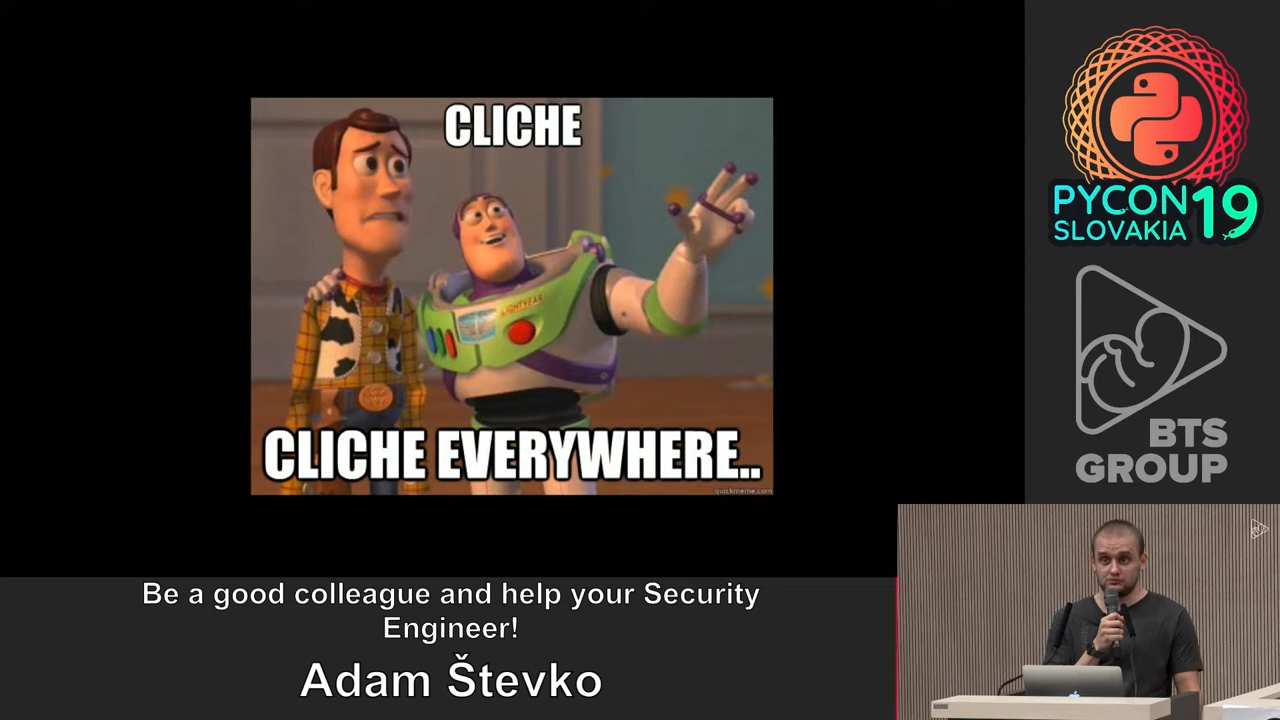 CLICHE
LIGHTYEAR
CLICHE EVERYWHERE..
quickmeme.com
Be a good colleague and help your Security
Engineer!
Adam Števko
PYCON
SLOVAKIA
19
BTS
GROUP